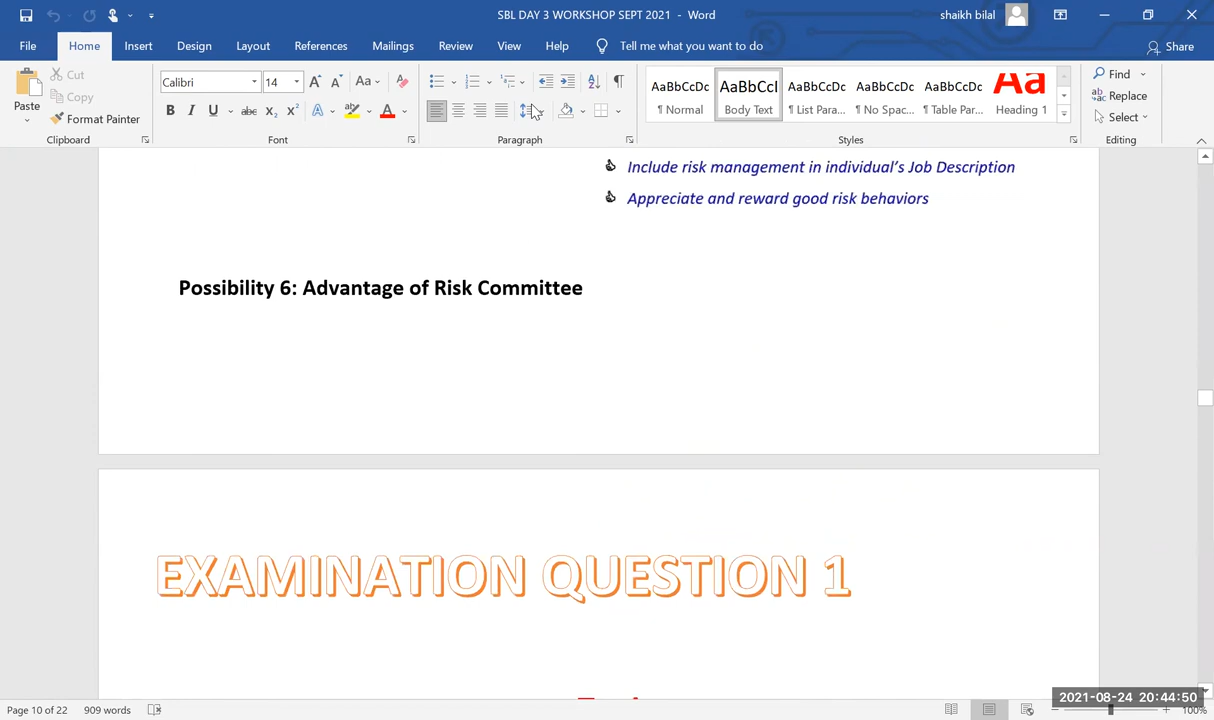 SBL DAY 3 WORKSHOP SEPT 2021 - Word
shaikh bilal
File Home Insert Design Layout References Mailings Review View Help Tell me what you want to do Share
Paste
Cut
Copy
Format Painter
Clipboard
Calibri 14
Font
Paragraph
AaBbCcDc AaBbCcI AaBbCcDc AaBbCcDc AaBbCcDc Aa
¶ Normal Body Text ¶ List Para... ¶ No Spac... ¶ Table Par... Heading 1
Styles
Find
Replace
Select
Editing
Include risk management in individual's Job Description
Appreciate and reward good risk behaviors
Possibility 6: Advantage of Risk Committee
EXAMINATION QUESTION 1
Page 10 of 22 909 words
2021-08-24 20:44:50
100%